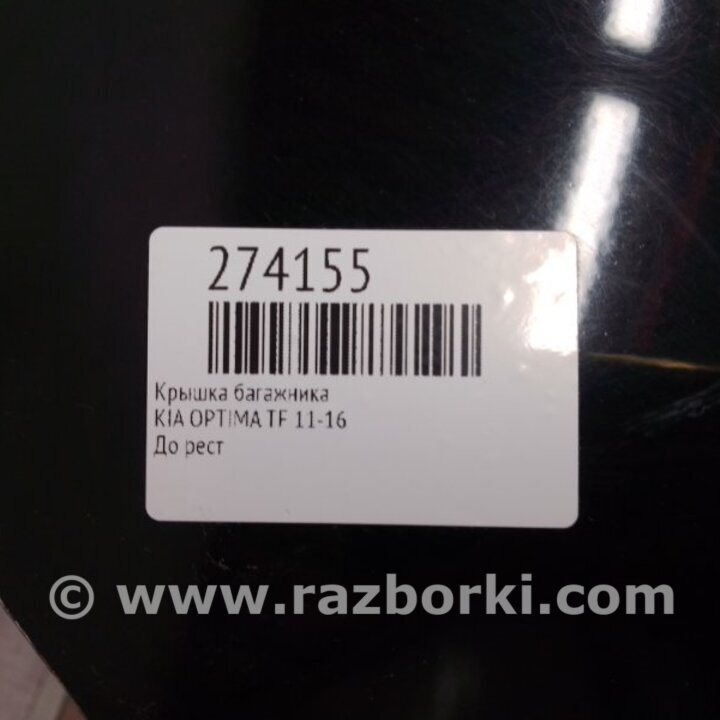 274155
Крышка багажника
KIA OPTIMA TF 11-16
До рест
© www.razborki.com